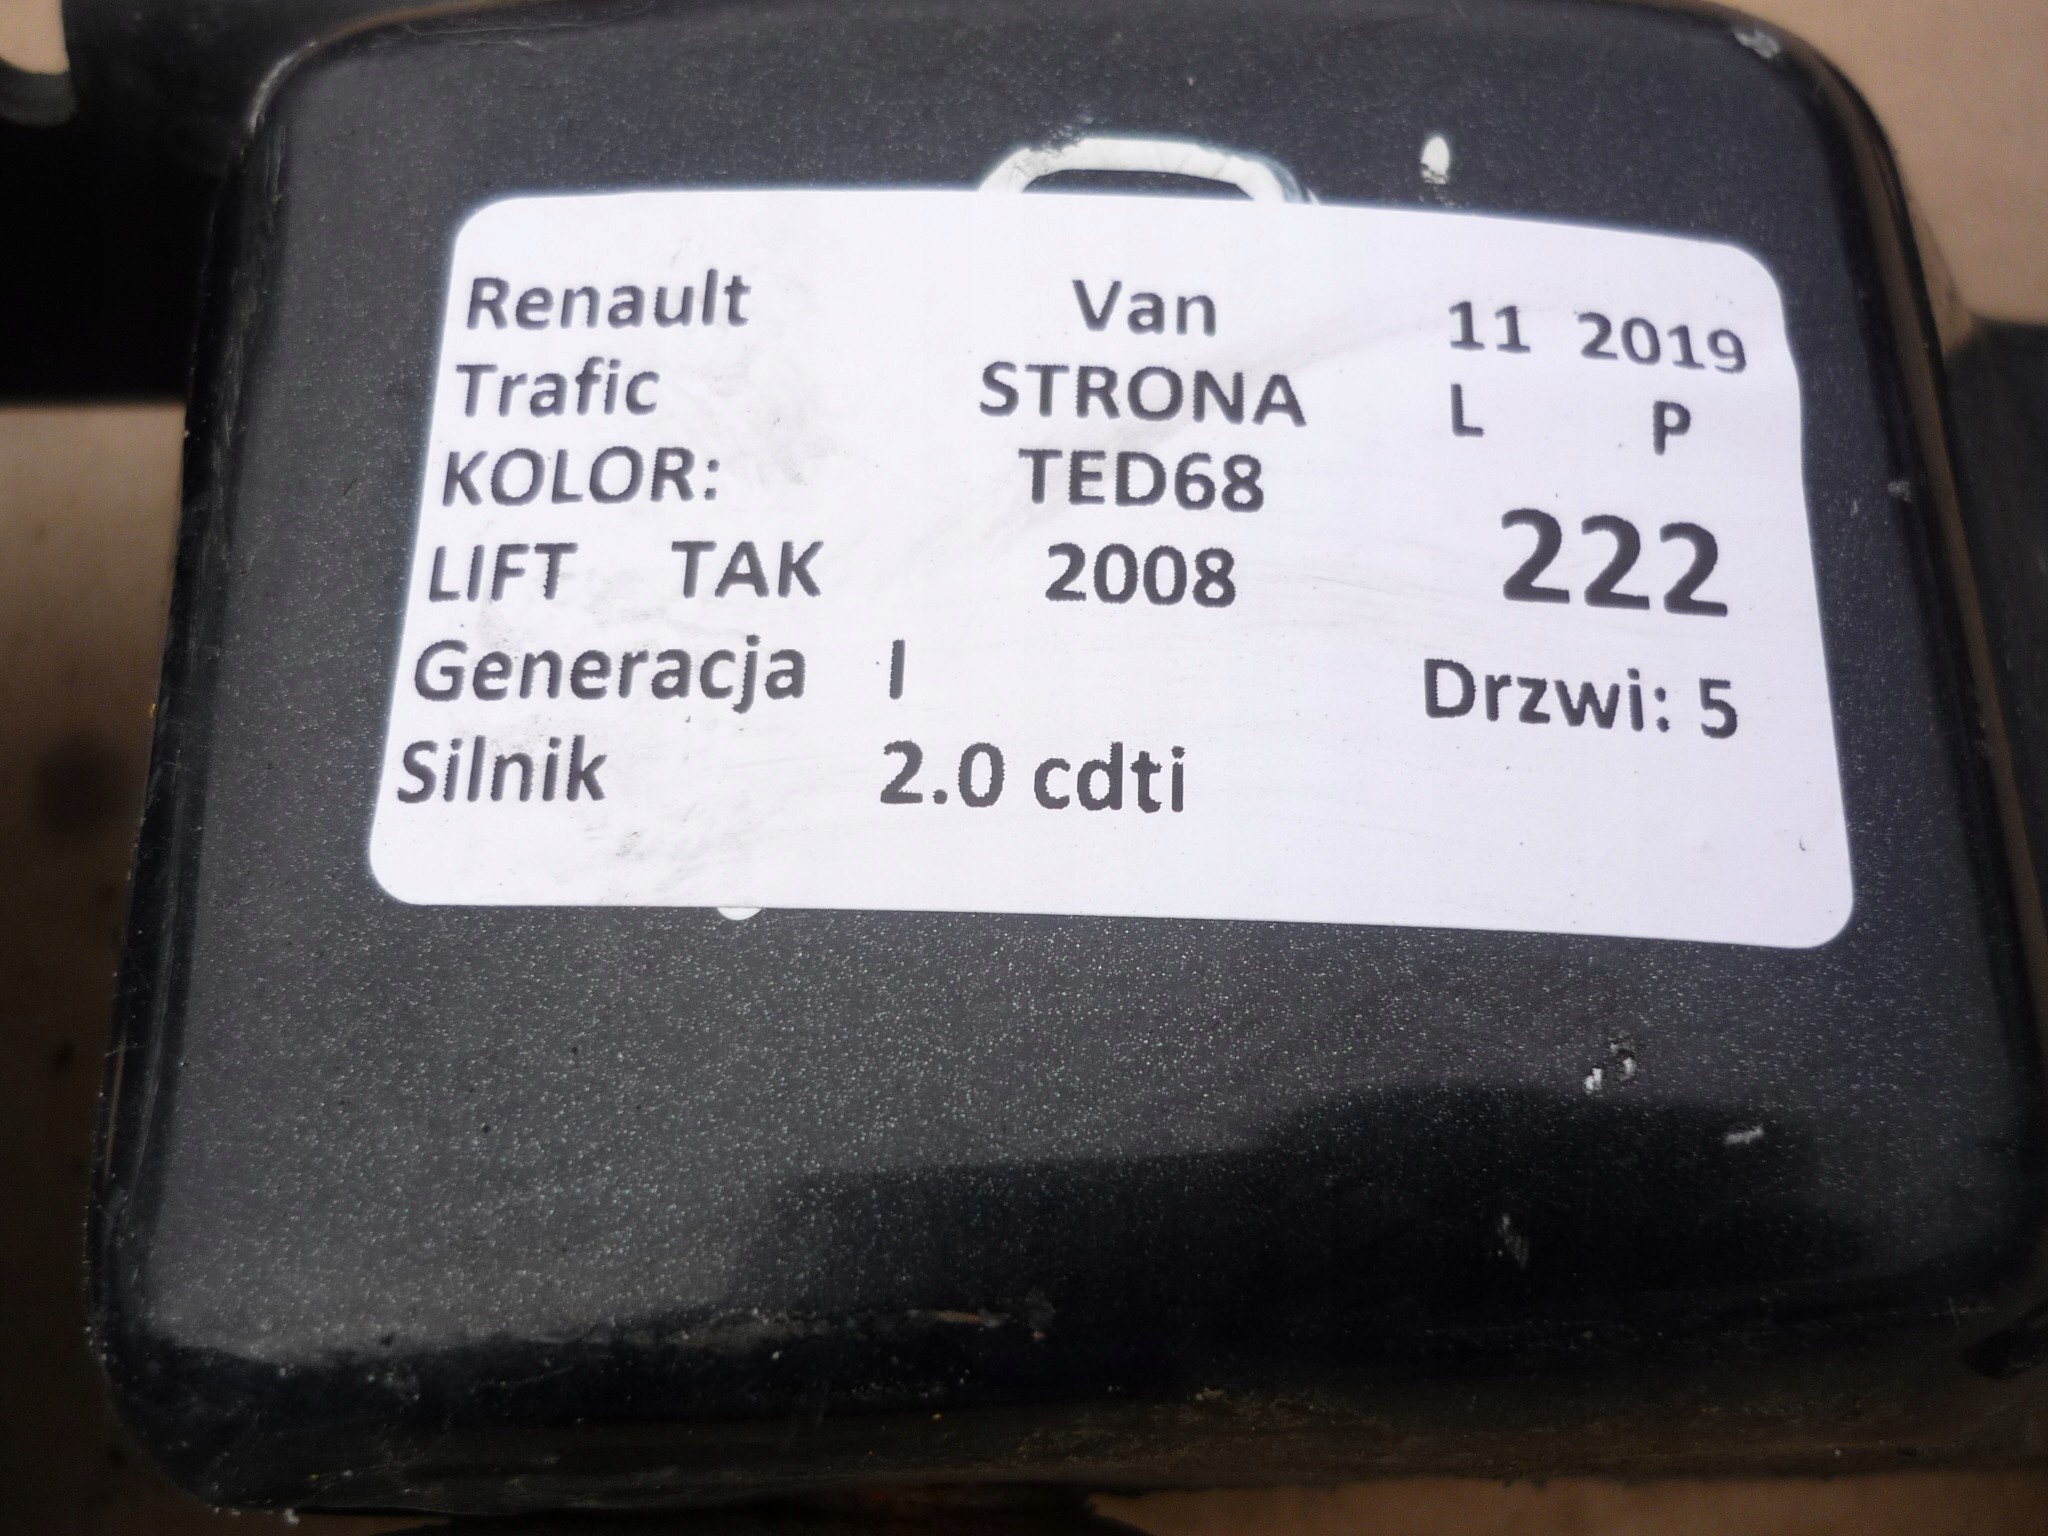 Renault Van 11 2019
Trafic STRONA L P
KOLOR: TED68
LIFT TAK 2008 222
Generacja I Drzwi: 5
Silnik 2.0 cdti